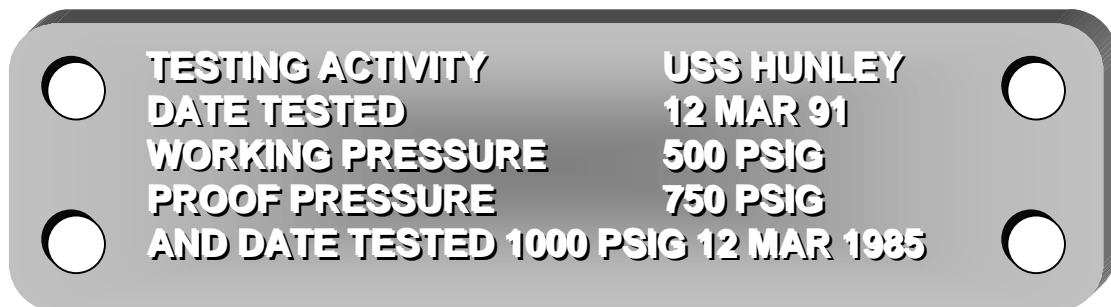 TESTING ACTIVITY USS HUNLEY
DATE TESTED 12 MAR 91
WORKING PRESSURE 500 PSIG
PROOF PRESSURE 750 PSIG
AND DATE TESTED 1000 PSIG 12 MAR 1985